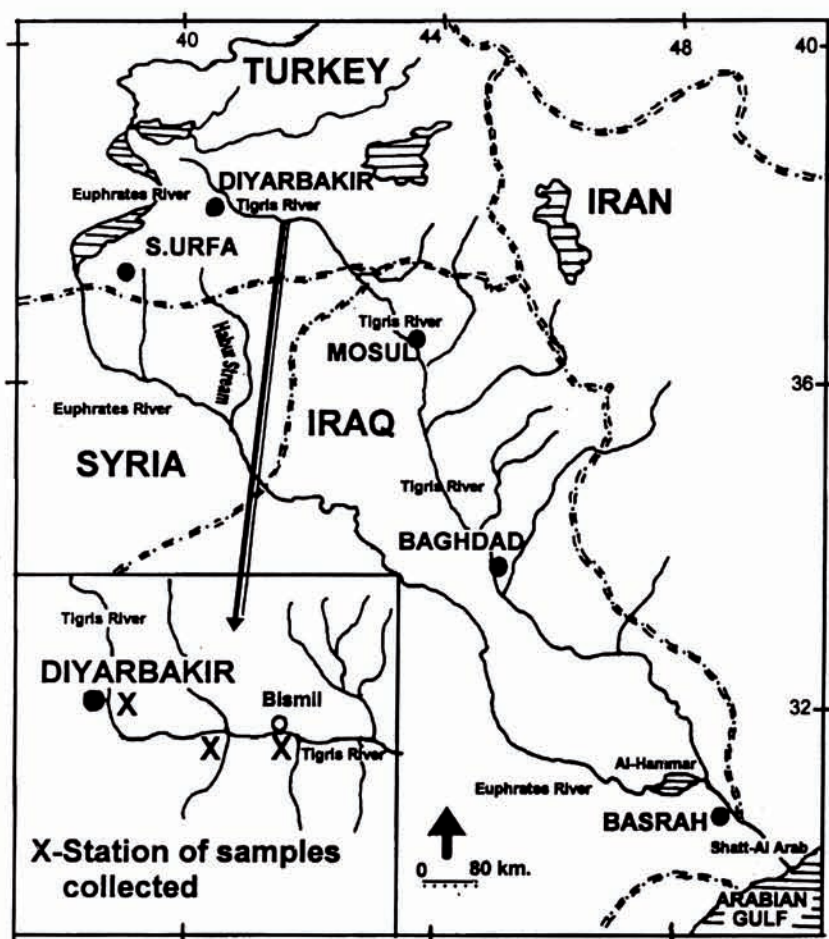 40
44
48
40
TURKEY
Euphrates River
DIYARBAKIR
Tigris River
IRAN
S.URFA
Tigris River
MOSUL
Habur Stream
36
Euphrates River
IRAQ
SYRIA
Tigris River
BAGHDAD
Tigris River
DIYARBAKIR
X
Bismil
X
X
Tigris River
32
Al-Hammar
Euphrates River
BASRAH
Shatt-Al Arab
X-Station of samples
collected
0 80 km.
ARABIAN
GULF